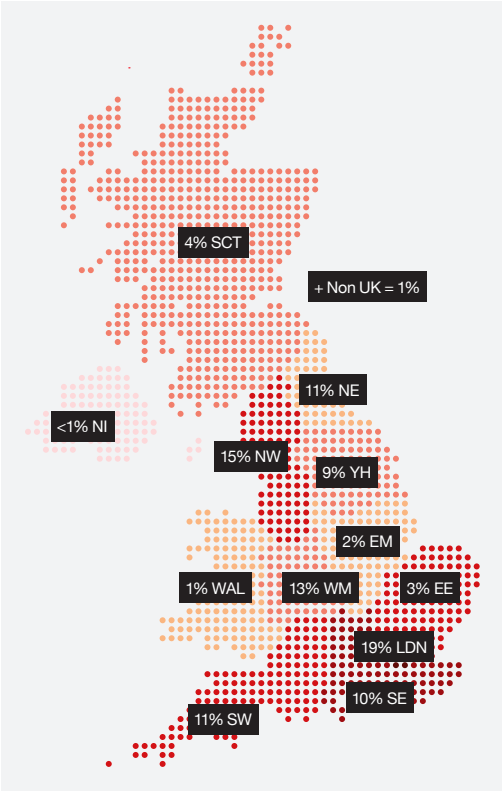 4% SCT
+ Non UK = 1%
11% NE
<1% NI
15% NW
9% YH
2% EM
1% WAL
13% WM
3% EE
19% LDN
10% SE
11% SW